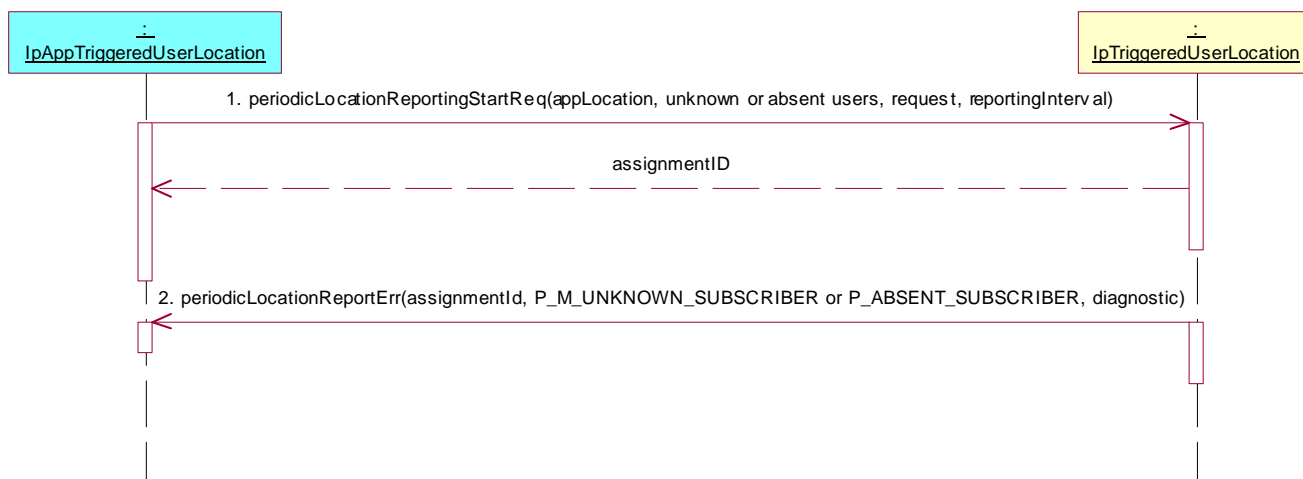 :
IpAppTriggeredUserLocation
:
IpTriggeredUserLocation
1. periodicLocationReportingStartReq(appLocation, unknown or absent users, request, reportingInterval)
assignmentID
2. periodicLocationReportErr(assignmentId, P_M_UNKNOWN_SUBSCRIBER or P_ABSENT_SUBSCRIBER, diagnostic)